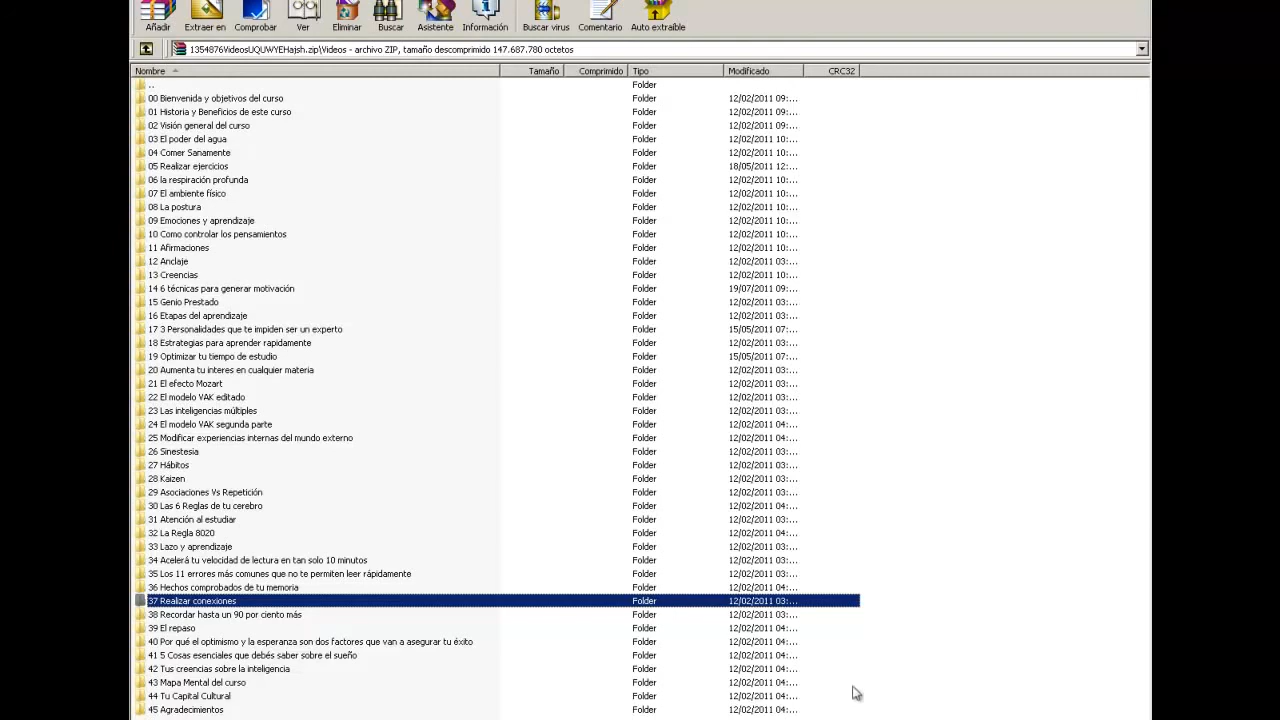 Añadir Extraer en Comprobar Ver Eliminar Buscar Asistente Información Buscar virus Comentario Auto extraíble
1354876VideosUQUWYEHajsh.zip\Videos - archivo ZIP, tamaño descomprimido 147.687.780 octetos
Nombre Tamaño Comprimido Tipo Modificado CRC32
.. Folder
00 Bienvenida y objetivos del curso Folder 12/02/2011 09:...
01 Historia y Beneficios de este curso Folder 12/02/2011 09:...
02 Visión general del curso Folder 12/02/2011 09:...
03 El poder del agua Folder 12/02/2011 10:...
04 Comer Sanamente Folder 12/02/2011 10:...
05 Realizar ejercicios Folder 18/05/2011 12:...
06 la respiración profunda Folder 12/02/2011 10:...
07 El ambiente físico Folder 12/02/2011 10:...
08 La postura Folder 12/02/2011 10:...
09 Emociones y aprendizaje Folder 12/02/2011 10:...
10 Como controlar los pensamientos Folder 12/02/2011 10:...
11 Afirmaciones Folder 12/02/2011 10:...
12 Anclaje Folder 12/02/2011 03:...
13 Creencias Folder 12/02/2011 10:...
14 6 técnicas para generar motivación Folder 19/07/2011 09:...
15 Genio Prestado Folder 12/02/2011 03:...
16 Etapas del aprendizaje Folder 12/02/2011 03:...
17 3 Personalidades que te impiden ser un experto Folder 15/05/2011 07:...
18 Estrategias para aprender rapidamente Folder 12/02/2011 03:...
19 Optimizar tu tiempo de estudio Folder 15/05/2011 07:...
20 Aumenta tu interes en cualquier materia Folder 12/02/2011 03:...
21 El efecto Mozart Folder 12/02/2011 03:...
22 El modelo VAK editado Folder 12/02/2011 03:...
23 Las inteligencias múltiples Folder 12/02/2011 03:...
24 El modelo VAK segunda parte Folder 12/02/2011 04:...
25 Modificar experiencias internas del mundo externo Folder 12/02/2011 03:...
26 Sinestesia Folder 12/02/2011 03:...
27 Hábitos Folder 12/02/2011 03:...
28 Kaizen Folder 12/02/2011 03:...
29 Asociaciones Vs Repetición Folder 12/02/2011 03:...
30 Las 6 Reglas de tu cerebro Folder 12/02/2011 04:...
31 Atención al estudiar Folder 12/02/2011 03:...
32 La Regla 8020 Folder 12/02/2011 04:...
33 Lazo y aprendizaje Folder 12/02/2011 03:...
34 Acelerá tu velocidad de lectura en tan solo 10 minutos Folder 12/02/2011 03:...
35 Los 11 errores más comunes que no te permiten leer rápidamente Folder 12/02/2011 03:...
36 Hechos comprobados de tu memoria Folder 12/02/2011 04:...
37 Realizar conexiones Folder 12/02/2011 03:...
38 Recordar hasta un 90 por ciento más Folder 12/02/2011 03:...
39 El repaso Folder 12/02/2011 04:...
40 Por qué el optimismo y la esperanza son dos factores que van a asegurar tu éxito Folder 12/02/2011 04:...
41 5 Cosas esenciales que debés saber sobre el sueño Folder 12/02/2011 04:...
42 Tus creencias sobre la inteligencia Folder 12/02/2011 04:...
43 Mapa Mental del curso Folder 12/02/2011 04:...
44 Tu Capital Cultural Folder 12/02/2011 04:...
45 Agradecimientos Folder 12/02/2011 04:...